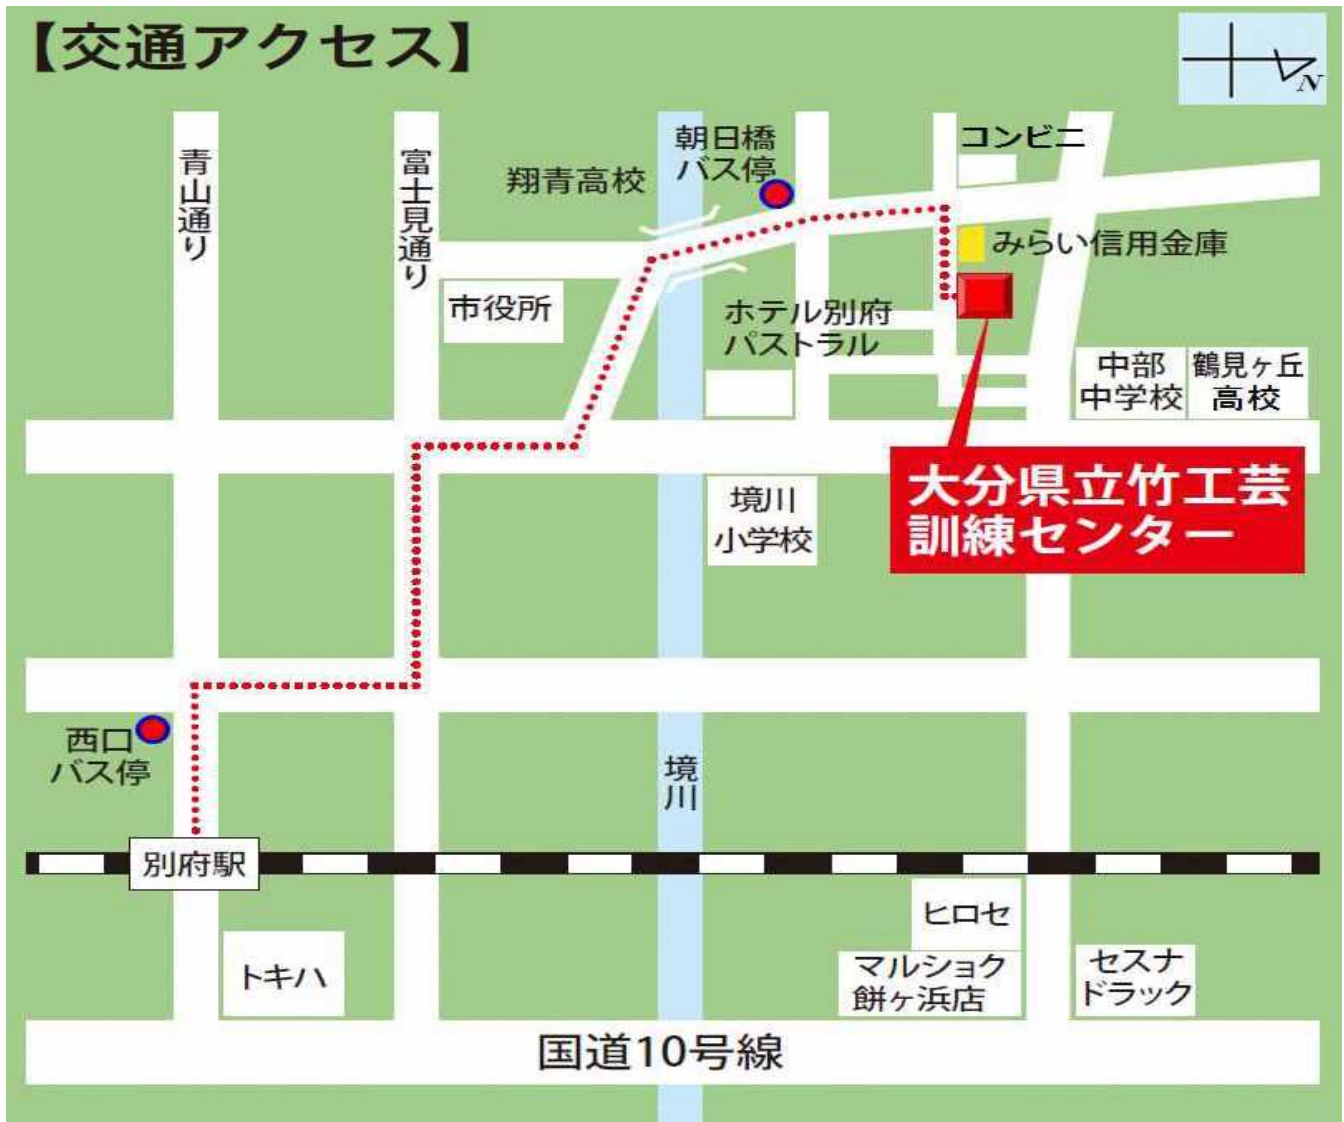 【交通アクセス】
N
青山通り
富士見通り
翔青高校
朝日橋
バス停
コンビニ
みらい信用金庫
市役所
ホテル別府
パストラル
中部
中学校
鶴見ヶ丘
高校
大分県立竹工芸
訓練センター
境川
小学校
西口
バス停
境川
別府駅
トキハ
ヒロセ
マルショク
餅ヶ浜店
セスナ
ドラック
国道10号線